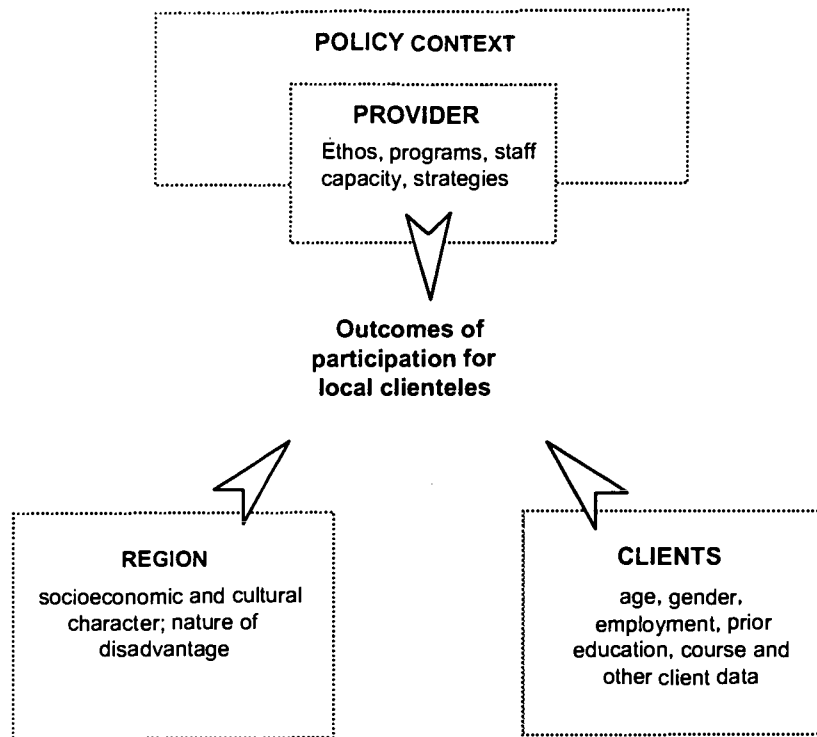 POLICY CONTEXT
PROVIDER
Ethos, programs, staff
capacity, strategies
Outcomes of
participation for
local clienteles
REGION
socioeconomic and cultural
character; nature of
disadvantage
CLIENTS
age, gender,
employment, prior
education, course and
other client data